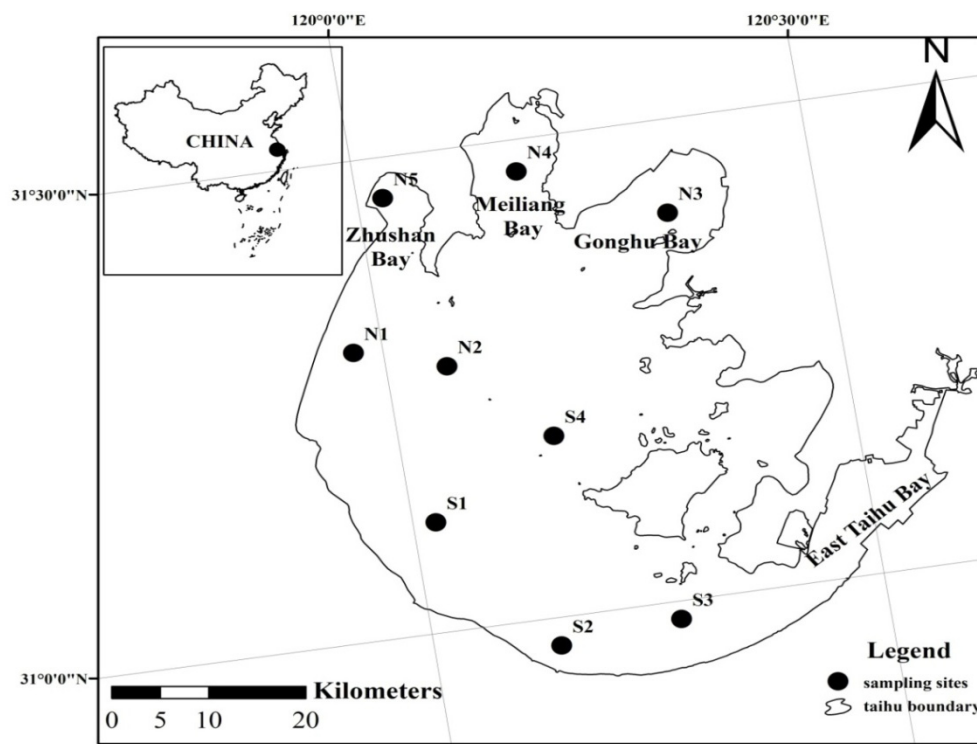 120°0'0"E
120°30'0"E
N
CHINA
31°30'0"N
N5
N4
N3
Meiliang
Bay
Zhushan
Bay
Gonghu Bay
N1
N2
S4
S1
East Taihu Bay
S3
S2
31°0'0"N
Kilometers
0 5 10 20
Legend
sampling sites
taihu boundary